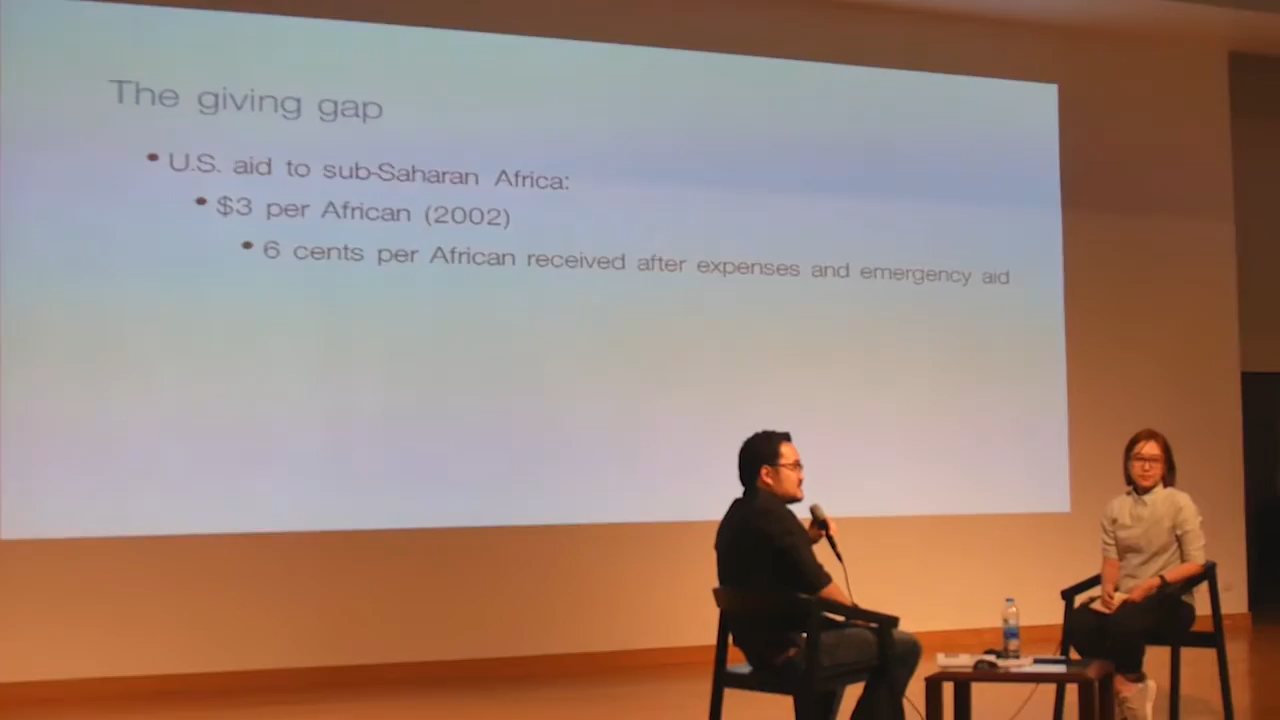 The giving gap
• U.S. aid to sub-Saharan Africa:
• $3 per African (2002)
• 6 cents per African received after expenses and emergency aid